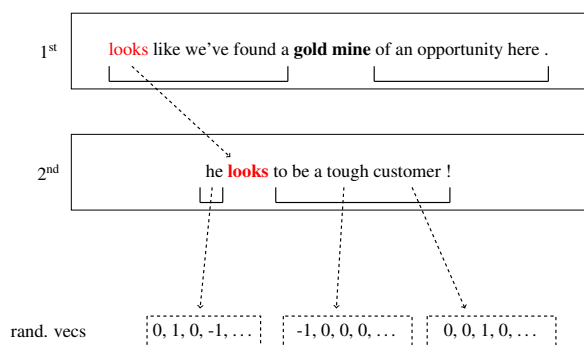 1st looks like we've found a gold mine of an opportunity here .
2nd he looks to be a tough customer !
rand. vecs 0, 1, 0, -1, … -1, 0, 0, 0, … 0, 0, 1, 0, …